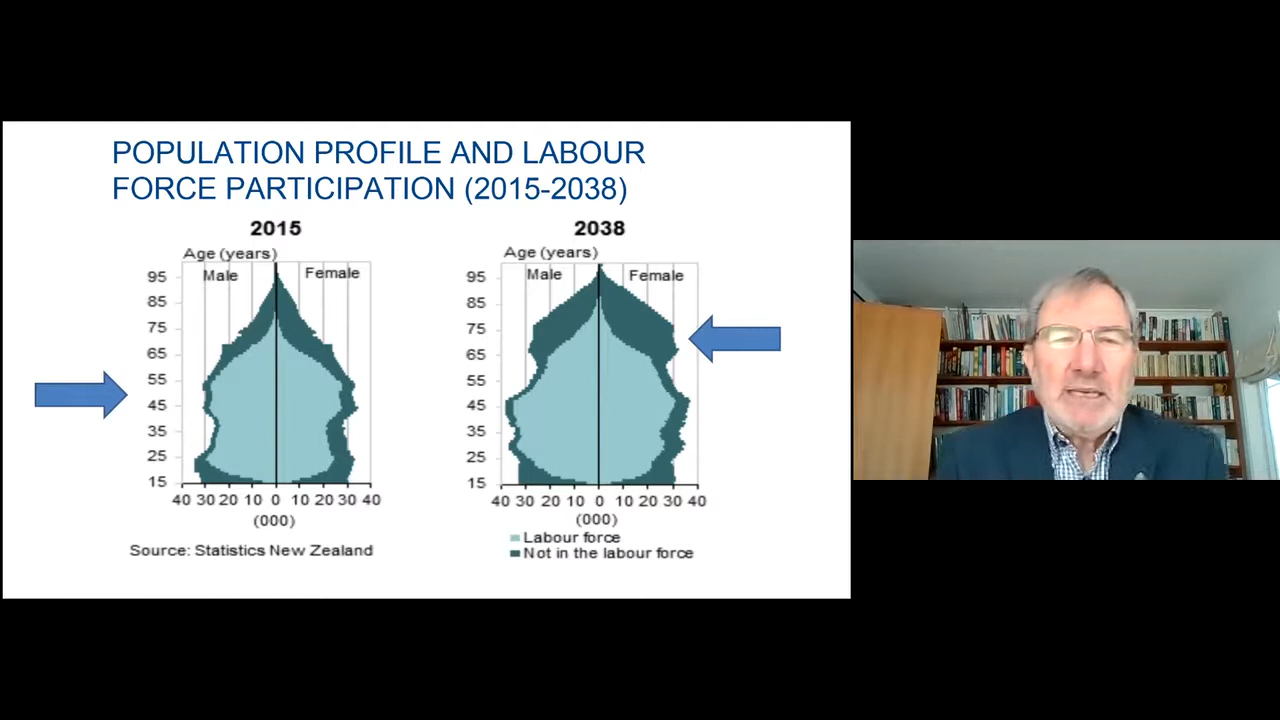 POPULATION PROFILE AND LABOUR
FORCE PARTICIPATION (2015-2038)
2015
Age (years)
Male
Female
95
85
75
65
55
45
35
25
15
40 30 20 10 0 10 20 30 40
(000)
Source: Statistics New Zealand
2038
Age (years)
Male
Female
95
85
75
65
55
45
35
25
15
40 30 20 10 0 10 20 30 40
(000)
Labour force
Not in the labour force